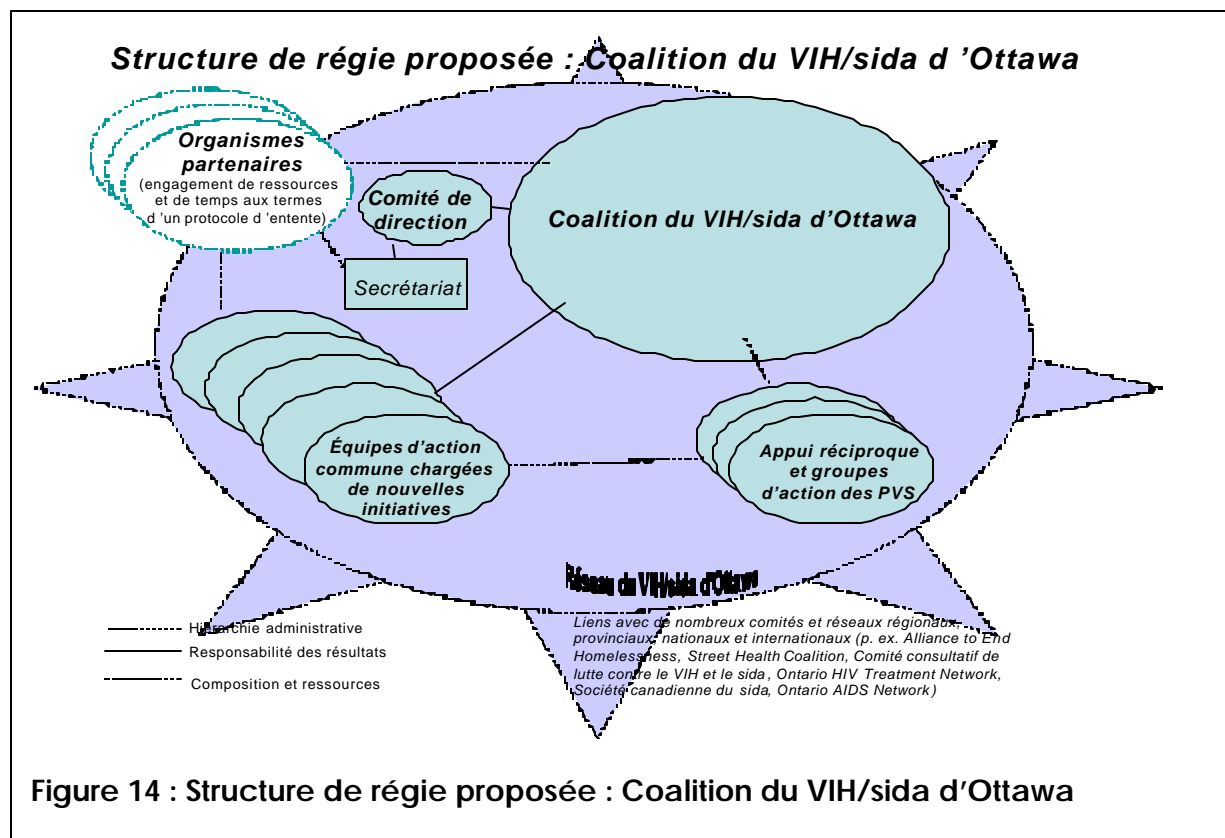 Structure de régie proposée : Coalition du VIH/sida d 'Ottawa
Organismes
partenaires
(engagement de ressources
et de temps aux termes
d 'un protocole d 'entente)
Comité de
direction
Secrétariat
Coalition du VIH/sida d'Ottawa
Équipes d'action
commune chargées
de nouvelles
initiatives
Appui réciproque
et groupes
d'action des PVS
Réseau du VIH/sida d'Ottawa
Hiérarchie administrative
Responsabilité des résultats
Composition et ressources
Liens avec de nombreux comités et réseaux régionaux,
provinciaux, nationaux et internationaux (p. ex. Alliance to End
Homelessness, Street Health Coalition, Comité consultatif de
lutte contre le VIH et le sida, Ontario HIV Treatment Network,
Société canadienne du sida, Ontario AIDS Network)
Figure 14 : Structure de régie proposée : Coalition du VIH/sida d'Ottawa